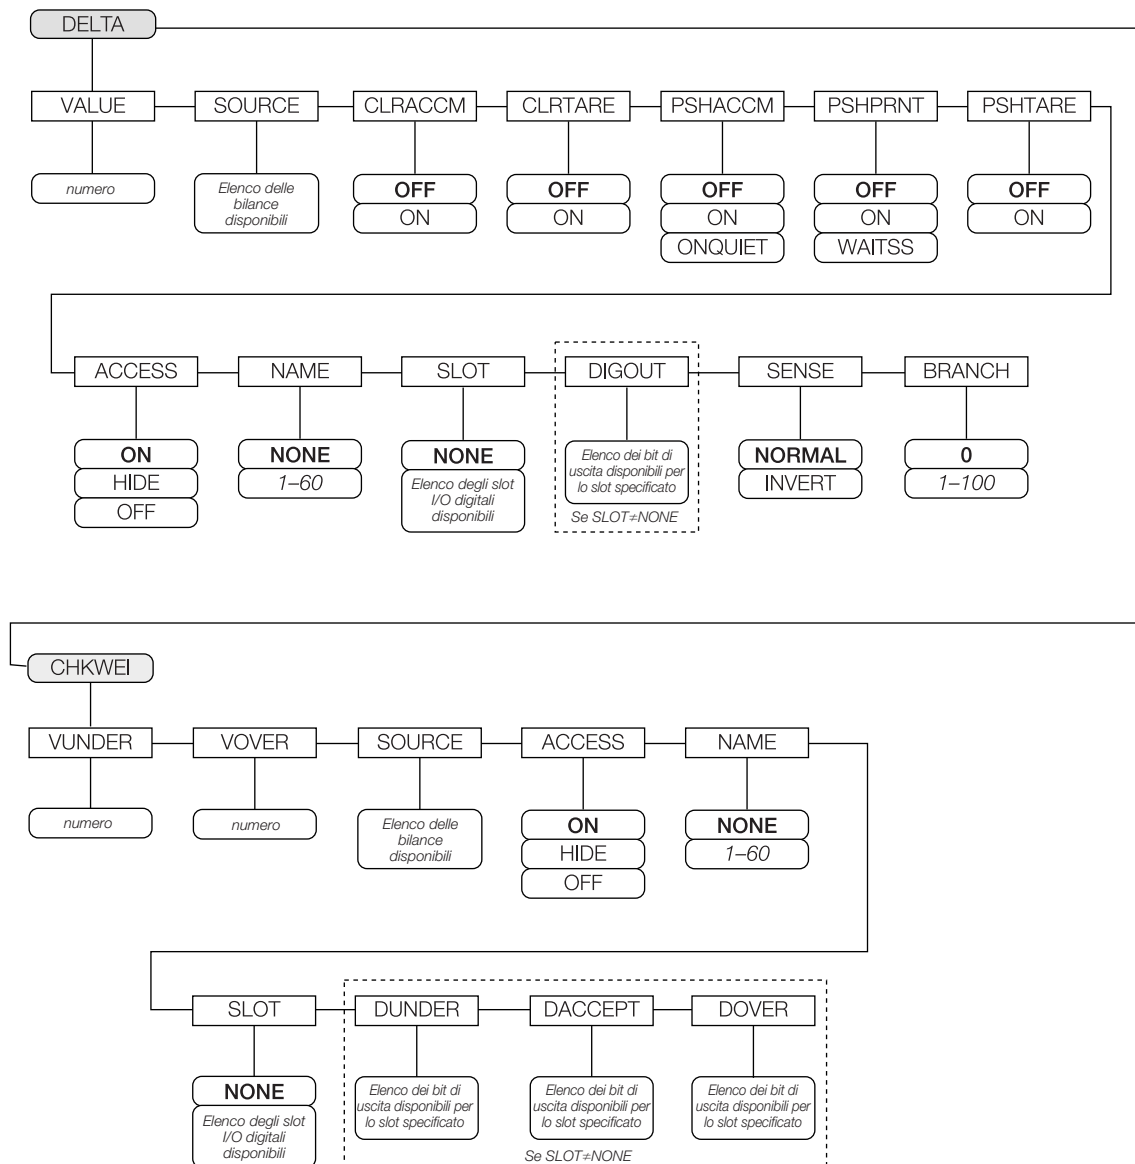 DELTA
VALUE SOURCE CLRACCM CLRTARE PSHACCM PSHPRNT PSHTARE
numero
Elenco delle
bilance
disponibili
OFF
ON
OFF
ON
OFF
ON
ONQUIET
OFF
ON
WAITSS
OFF
ON
ACCESS NAME SLOT DIGOUT SENSE BRANCH
ON
HIDE
OFF
NONE
1–60
NONE
Elenco degli slot
I/O digitali
disponibili
Elenco dei bit di
uscita disponibili per
lo slot specificato
Se SLOT≠NONE
NORMAL
INVERT
0
1–100
CHKWEI
VUNDER VOVER SOURCE ACCESS NAME
numero
numero
Elenco delle
bilance
disponibili
ON
HIDE
OFF
NONE
1–60
SLOT DUNDER DACCEPT DOVER
NONE
Elenco degli slot
I/O digitali
disponibili
Elenco dei bit di
uscita disponibili per
lo slot specificato
Elenco dei bit di
uscita disponibili per
lo slot specificato
Elenco dei bit di
uscita disponibili per
lo slot specificato
Se SLOT≠NONE